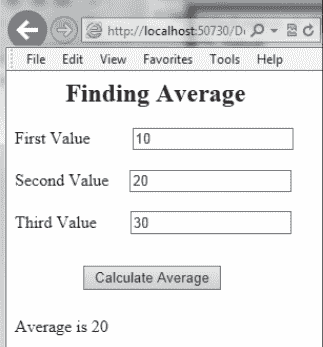 http://localhost:50730/D
File Edit View Favorites Tools Help
Finding Average
First Value 10
Second Value 20
Third Value 30
Calculate Average
Average is 20